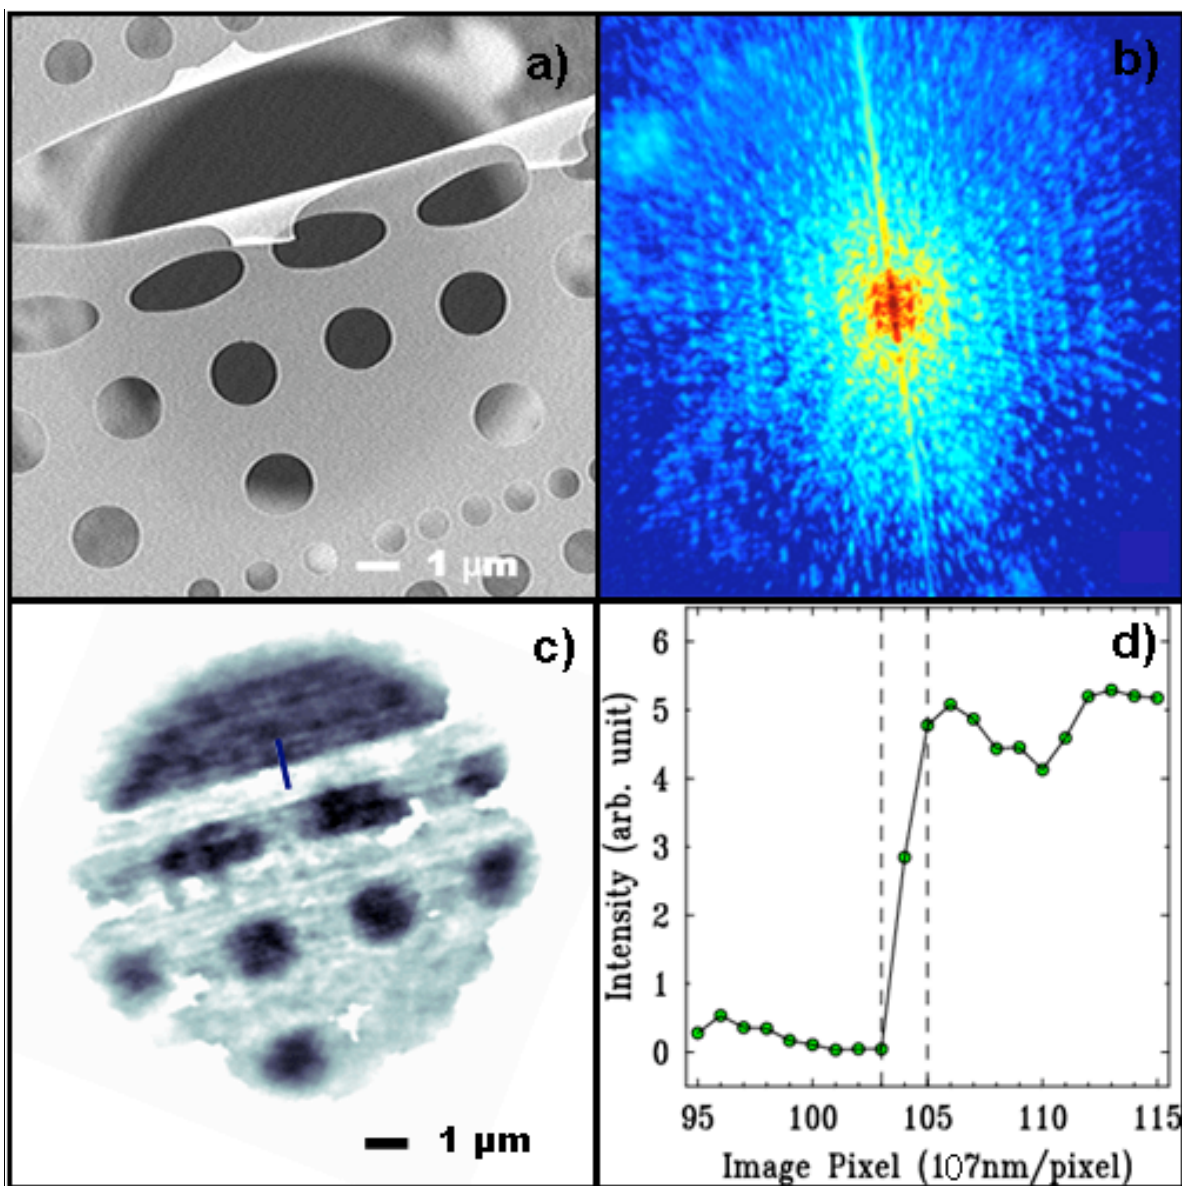 a)
1 µm
b)
c)
1 µm
d)
6
5
4
3
2
1
0
Intensity (arb. unit)
95 100 105 110 115
Image Pixel (107nm/pixel)